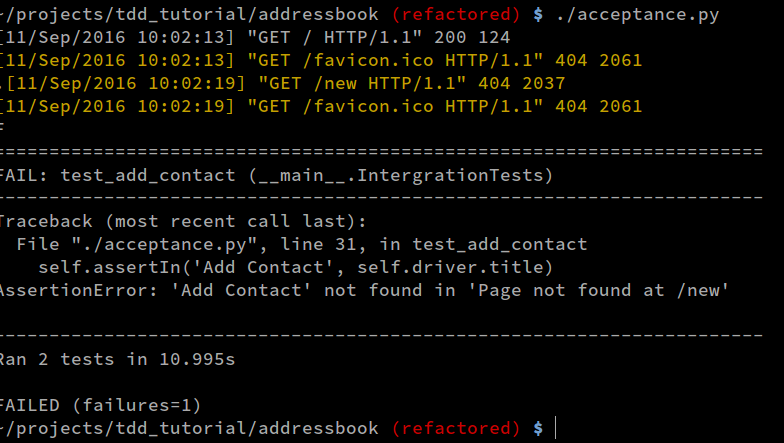 ~/projects/tdd_tutorial/addressbook (refactored) $ ./acceptance.py
[11/Sep/2016 10:02:13] "GET / HTTP/1.1" 200 124
[11/Sep/2016 10:02:13] "GET /favicon.ico HTTP/1.1" 404 2061
.[11/Sep/2016 10:02:19] "GET /new HTTP/1.1" 404 2037
[11/Sep/2016 10:02:19] "GET /favicon.ico HTTP/1.1" 404 2061
F
======================================================================
FAIL: test_add_contact (__main__.IntergrationTests)
----------------------------------------------------------------------
Traceback (most recent call last):
  File "./acceptance.py", line 31, in test_add_contact
    self.assertIn('Add Contact', self.driver.title)
AssertionError: 'Add Contact' not found in 'Page not found at /new'

----------------------------------------------------------------------
Ran 2 tests in 10.995s

FAILED (failures=1)
~/projects/tdd_tutorial/addressbook (refactored) $